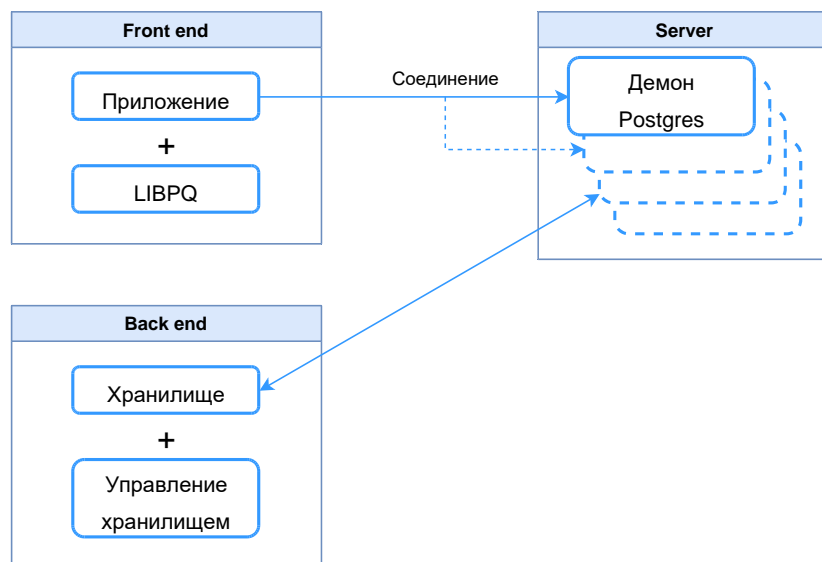 Front end
Приложение
+
LIBPQ
Соединение
Server
Демон
Postgres
Back end
Хранилище
+
Управление
хранилищем